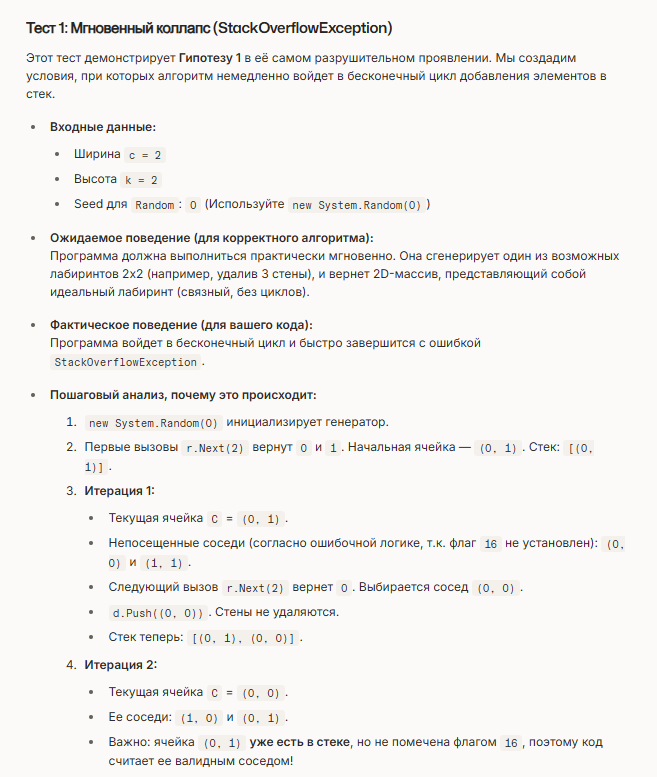 Тест 1: Мгновенный коллапс (StackOverflowException)
Этот тест демонстрирует Гипотезу 1 в её самом разрушительном проявлении. Мы создадим
условия, при которых алгоритм немедленно войдет в бесконечный цикл добавления элементов в
стек.
• Входные данные:
• Ширина c = 2
• Высота k = 2
• Seed для Random : 0 (Используйте new System.Random(0) )
• Ожидаемое поведение (для корректного алгоритма):
Программа должна выполниться практически мгновенно. Она сгенерирует один из возможных
лабиринтов 2x2 (например, удалив 3 стены), и вернет 2D-массив, представляющий собой
идеальный лабиринт (связный, без циклов).
• Фактическое поведение (для вашего кода):
Программа войдет в бесконечный цикл и быстро завершится с ошибкой
StackOverflowException .
• Пошаговый анализ, почему это происходит:
1. new System.Random(0) инициализирует генератор.
2. Первые вызовы r.Next(2) вернут 0 и 1 . Начальная ячейка — (0, 1) . Стек: [(0,
1)] .
3. Итерация 1:
• Текущая ячейка C = (0, 1) .
• Непосещенные соседи (согласно ошибочной логике, т.к. флаг 16 не установлен): (0,
0) и (1, 1) .
• Следующий вызов r.Next(2) вернет 0 . Выбирается сосед (0, 0) .
• d.Push((0, 0)) . Стены не удаляются.
• Стек теперь: [(0, 1), (0, 0)] .
4. Итерация 2:
• Текущая ячейка C = (0, 0) .
• Ее соседи: (1, 0) и (0, 1) .
• Важно: ячейка (0, 1) уже есть в стеке, но не помечена флагом 16 , поэтому код
считает ее валидным соседом!